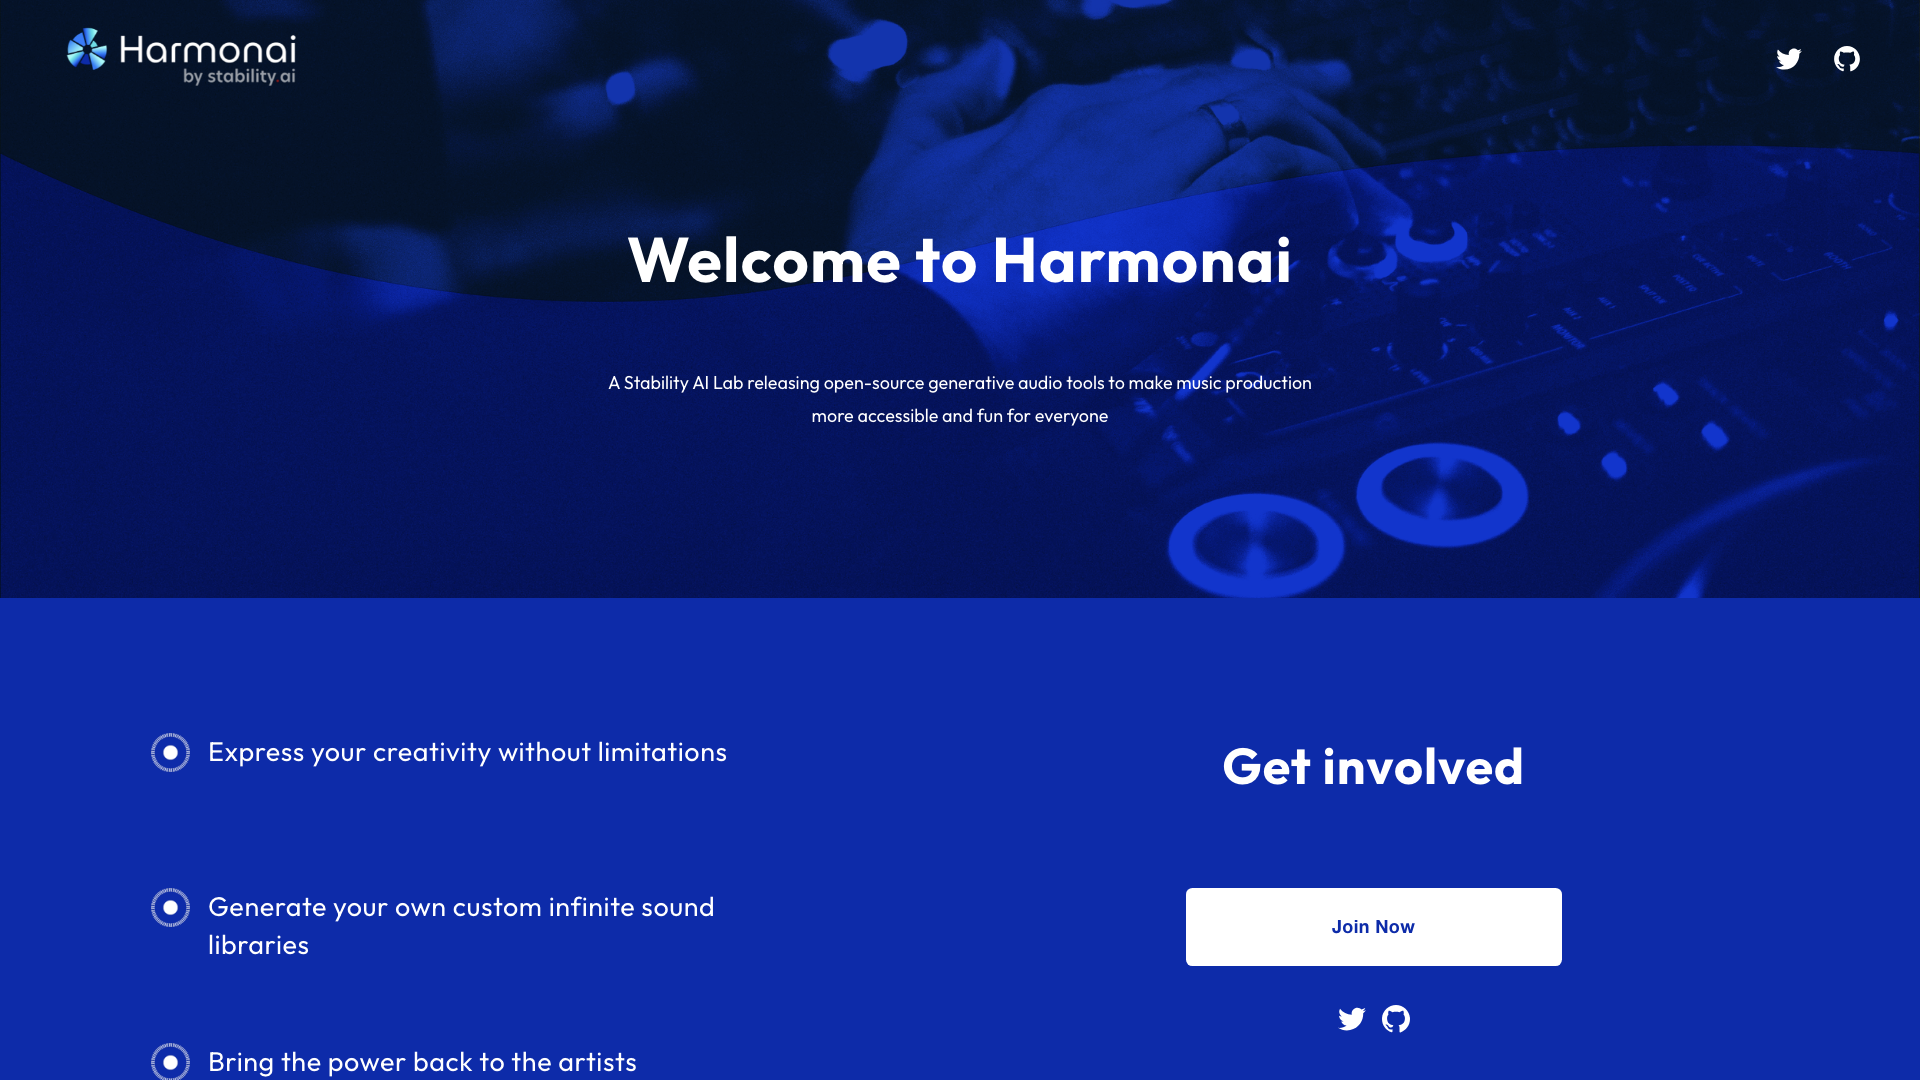 Harmonai
by stability.ai
Welcome to Harmonai
A Stability AI Lab releasing open-source generative audio tools to make music production
more accessible and fun for everyone
Express your creativity without limitations
Get involved
Generate your own custom infinite sound
libraries
Join Now
Bring the power back to the artists